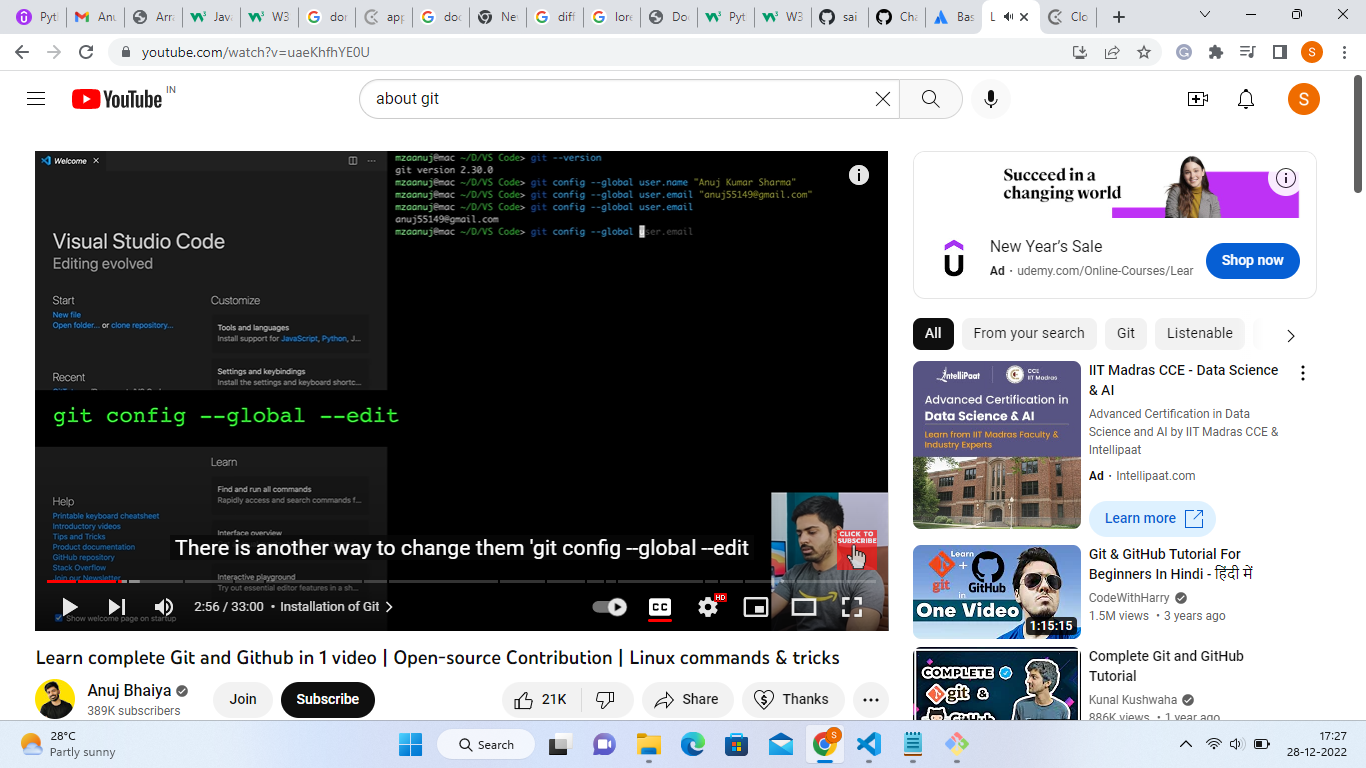 Pyt
Anu
Arra
Java
W3
dor
app
doc
Nev
diff
lore
Doc
Pyt
W3
sai
Cha
Bas
L
Clo
youtube.com/watch?v=uaeKhfhYE0U
S
YouTube IN
about git
S
Welcome
mzaanuj@mac ~/D/VS Code> git --version
git version 2.30.0
mzaanuj@mac ~/D/VS Code> git config --global user.name "Anuj Kumar Sharma"
mzaanuj@mac ~/D/VS Code> git config --global user.email "anuj55149@gmail.com"
mzaanuj@mac ~/D/VS Code> git config --global user.email
anuj55149@gmail.com
mzaanuj@mac ~/D/VS Code> git config --global user.email
Visual Studio Code
Editing evolved
Start
New file
Open folder... or clone repository...
Recent
Customize
Tools and languages
Install support for JavaScript, Python, J...
Settings and keybindings
Install the settings and keyboard shortc...
git config --global --edit
Learn
Find and run all commands
Rapidly access and search commands f...
Interface overview
Interactive playground
Try out essential editor features in a sh...
Help
Printable keyboard cheatsheet
Introductory videos
Tips and Tricks
Product documentation
GitHub repository
Stack Overflow
Join our Newsletter
Show welcome page on startup
CLICK TO
SUBSCRIBE
There is another way to change them 'git config --global --edit
2:56 / 33:00 • Installation of Git
CC
HD
Learn complete Git and Github in 1 video | Open-source Contribution | Linux commands & tricks
Anuj Bhaiya
389K subscribers
Join
Subscribe
21K
Share
Thanks
Succeed in a
changing world
New Year's Sale
Ad · udemy.com/Online-Courses/Lear
Shop now
All
From your search
Git
Listenable
INTELLIPAAT
CCE
IIT Madras
Advanced Certification in
Data Science & AI
Learn from IIT Madras Faculty &
Industry Experts
IIT Madras CCE - Data Science
& AI
Advanced Certification in Data
Science and AI by IIT Madras CCE &
Intellipaat
Ad · Intellipaat.com
Learn more
Learn
git
+
GitHub
in
One Video
1:15:15
Git & GitHub Tutorial For
Beginners In Hindi - हिंदी में
CodeWithHarry
1.5M views • 3 years ago
COMPLETE
git &
GitHub
Complete Git and GitHub
Tutorial
Kunal Kushwaha
886K views • 1 year ago
28°C
Partly sunny
Search
S
17:27
28-12-2022